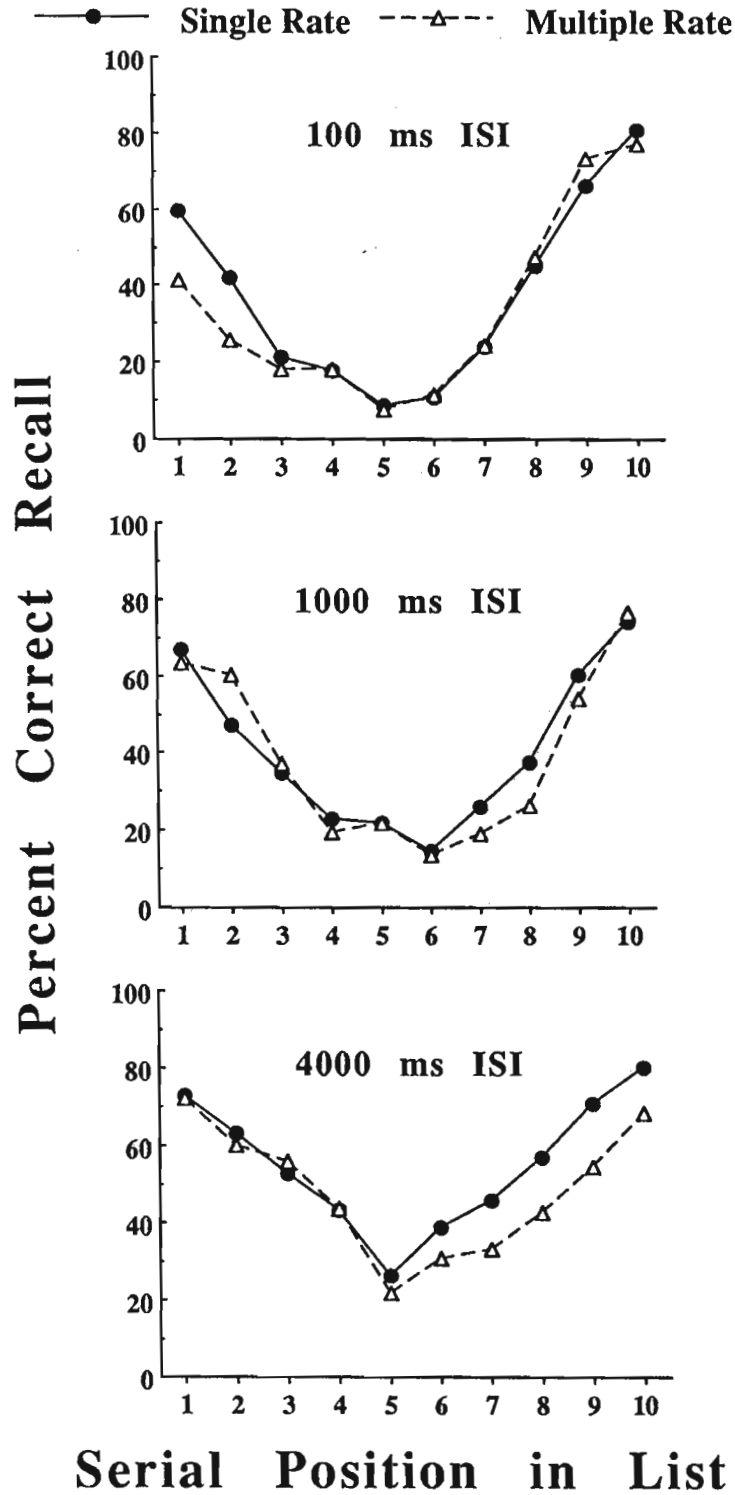 Single Rate Multiple Rate
100 ms ISI
100
80
60
40
20
0
1 2 3 4 5 6 7 8 9 10
1000 ms ISI
100
80
60
40
20
0
1 2 3 4 5 6 7 8 9 10
4000 ms ISI
100
80
60
40
20
0
1 2 3 4 5 6 7 8 9 10
Percent Correct Recall
Serial Position in List